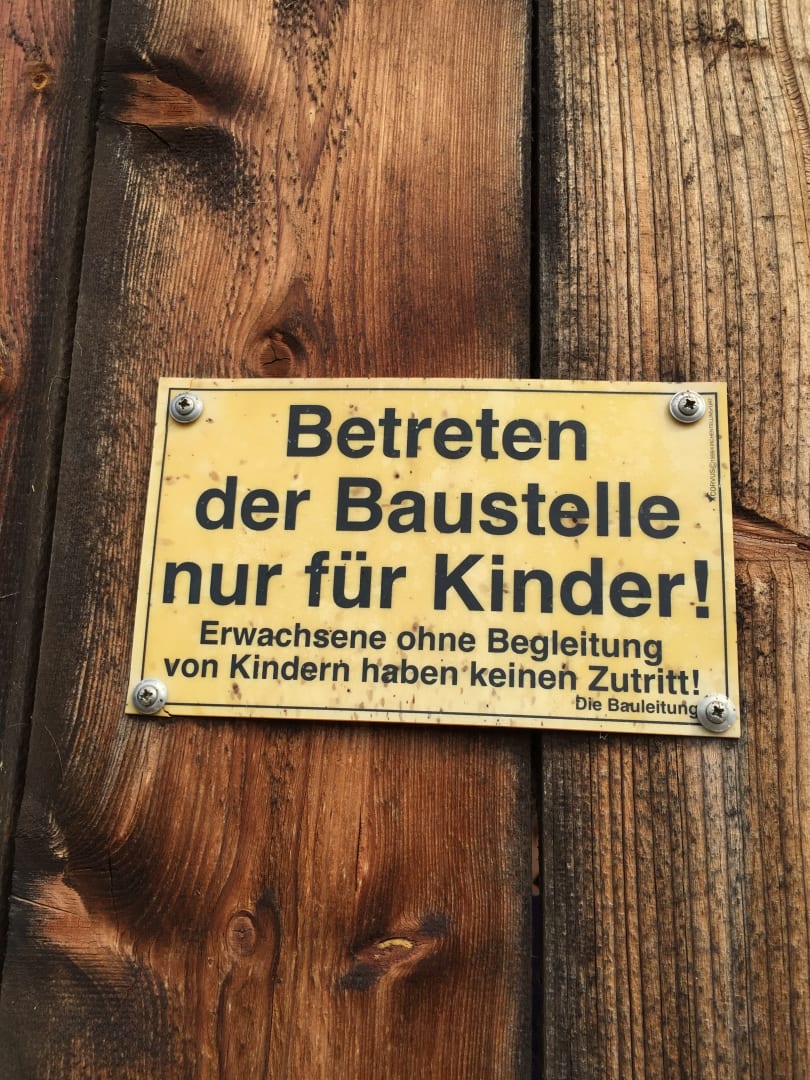 Betreten
der Baustelle
nur für Kinder!
Erwachsene ohne Begleitung
von Kindern haben keinen Zutritt!
Die Bauleitung